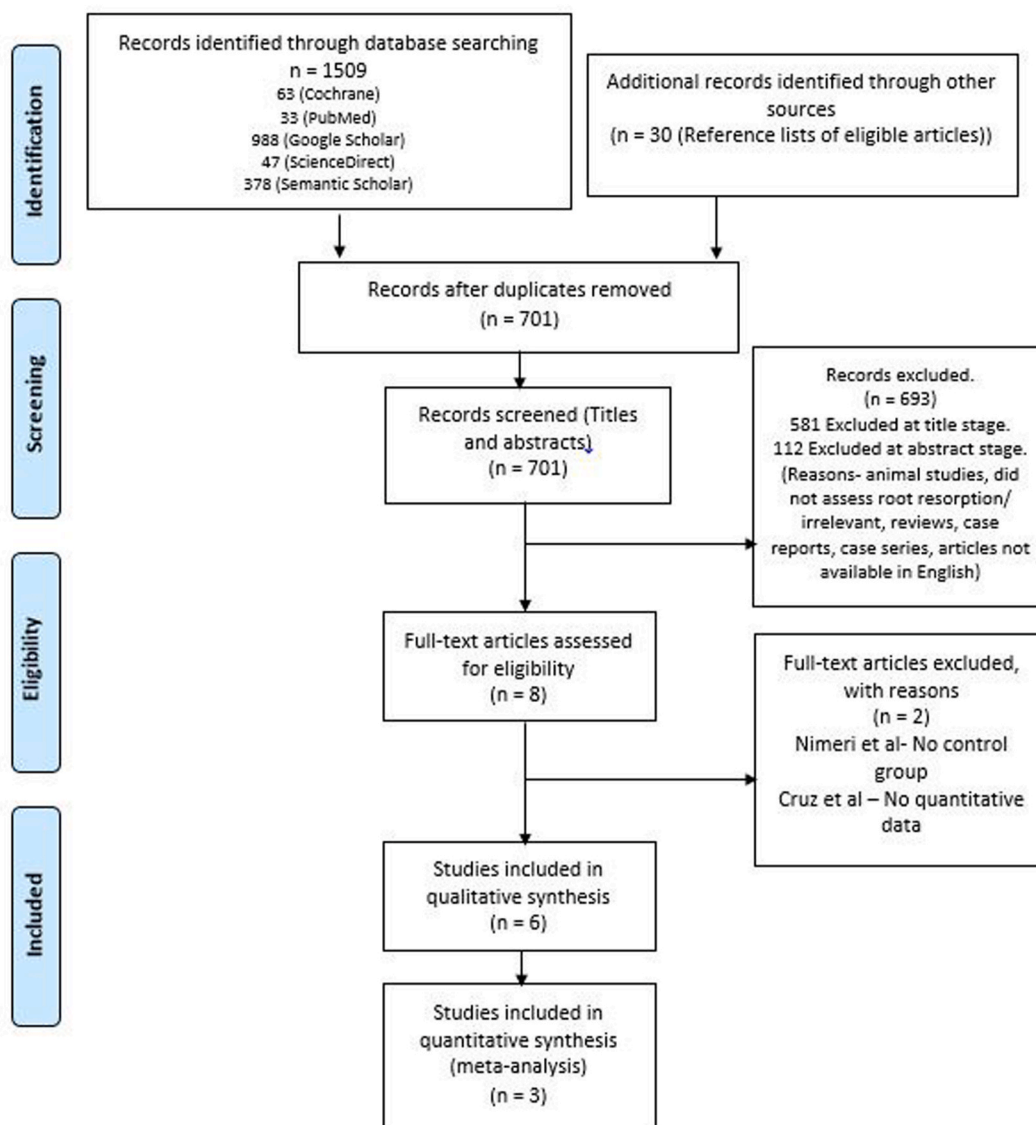 Identification
Records identified through database searching
n = 1509
63 (Cochrane)
33 (PubMed)
988 (Google Scholar)
47 (ScienceDirect)
378 (Semantic Scholar)
Additional records identified through other
sources
(n = 30 (Reference lists of eligible articles))
Records after duplicates removed
(n = 701)
Screening
Records screened (Titles
and abstracts)
(n = 701)
Records excluded.
(n = 693)
581 Excluded at title stage.
112 Excluded at abstract stage.
(Reasons- animal studies, did
not assess root resorption/
irrelevant, reviews, case
reports, case series, articles not
available in English)
Eligibility
Full-text articles assessed
for eligibility
(n = 8)
Full-text articles excluded,
with reasons
(n = 2)
Nimeri et al- No control
group
Cruz et al – No quantitative
data
Included
Studies included in
qualitative synthesis
(n = 6)
Studies included in
quantitative synthesis
(meta-analysis)
(n = 3)